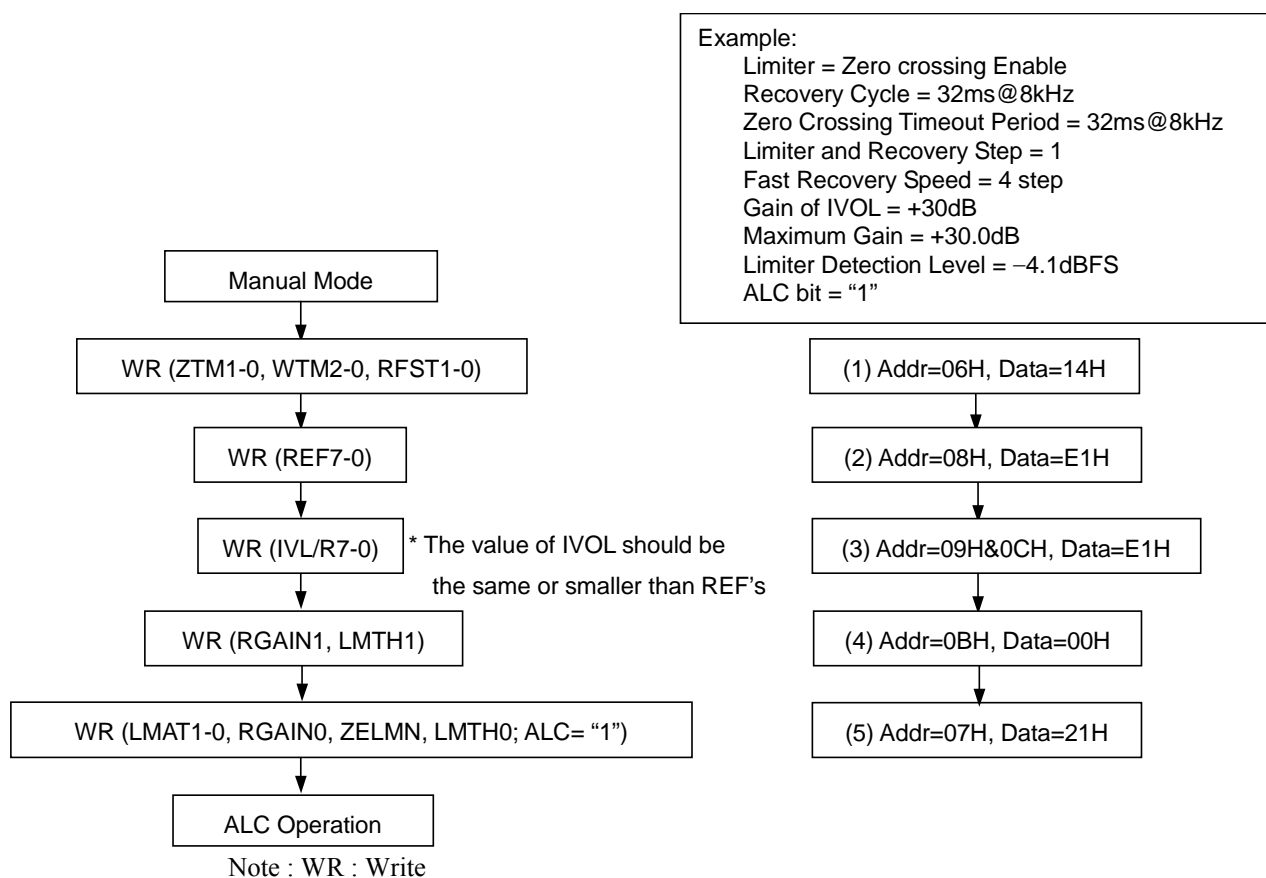 Example:
Limiter = Zero crossing Enable
Recovery Cycle = 32ms@8kHz
Zero Crossing Timeout Period = 32ms@8kHz
Limiter and Recovery Step = 1
Fast Recovery Speed = 4 step
Gain of IVOL = +30dB
Maximum Gain = +30.0dB
Limiter Detection Level = −4.1dBFS
ALC bit = “1”
Manual Mode
WR (ZTM1-0, WTM2-0, RFST1-0)
WR (REF7-0)
WR (IVL/R7-0)
* The value of IVOL should be
the same or smaller than REF’s
WR (RGAIN1, LMTH1)
WR (LMAT1-0, RGAIN0, ZELMN, LMTH0; ALC= “1”)
ALC Operation
Note : WR : Write
(1) Addr=06H, Data=14H
(2) Addr=08H, Data=E1H
(3) Addr=09H&0CH, Data=E1H
(4) Addr=0BH, Data=00H
(5) Addr=07H, Data=21H